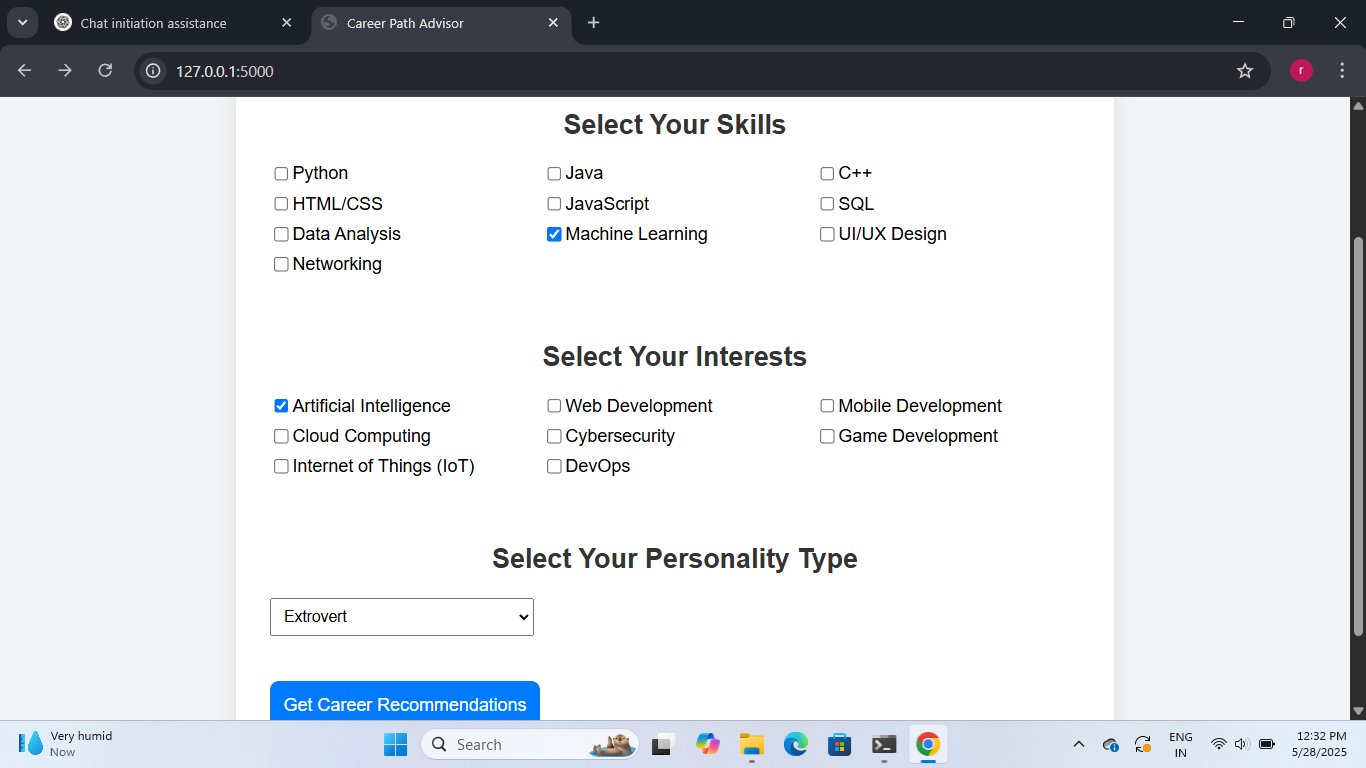 Chat initiation assistance
Career Path Advisor
127.0.0.1:5000
r
Select Your Skills
Python Java C++
HTML/CSS JavaScript SQL
Data Analysis Machine Learning UI/UX Design
Networking
Select Your Interests
Artificial Intelligence Web Development Mobile Development
Cloud Computing Cybersecurity Game Development
Internet of Things (IoT) DevOps
Select Your Personality Type
Extrovert
Get Career Recommendations
Very humid
Now
Search
ENG
IN
12:32 PM
5/28/2025